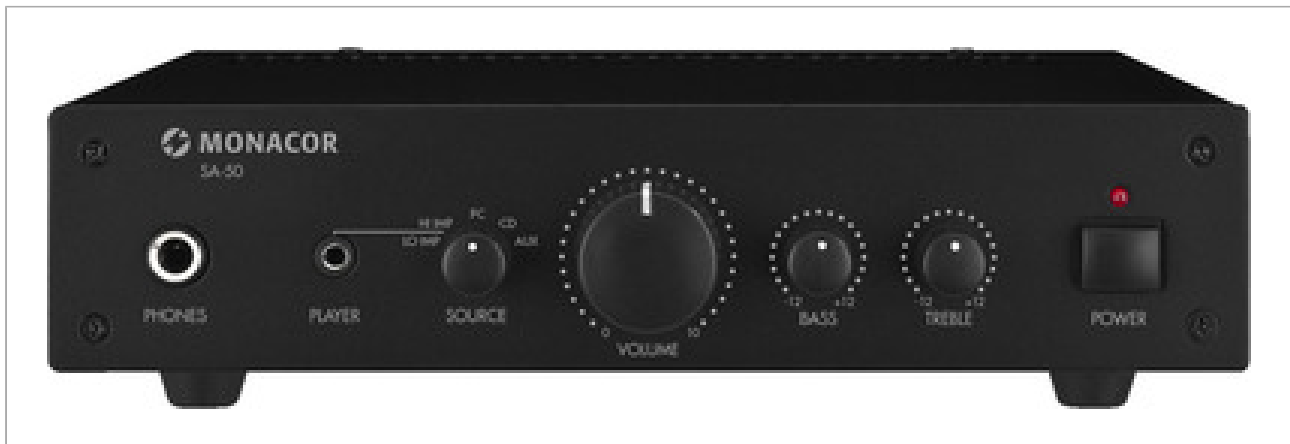 MONACOR
SA-50
HI IMP
LO IMP
PC
CD
AUX
PHONES
PLAYER
SOURCE
0
10
VOLUME
-12
+12
BASS
-12
+12
TREBLE
POWER